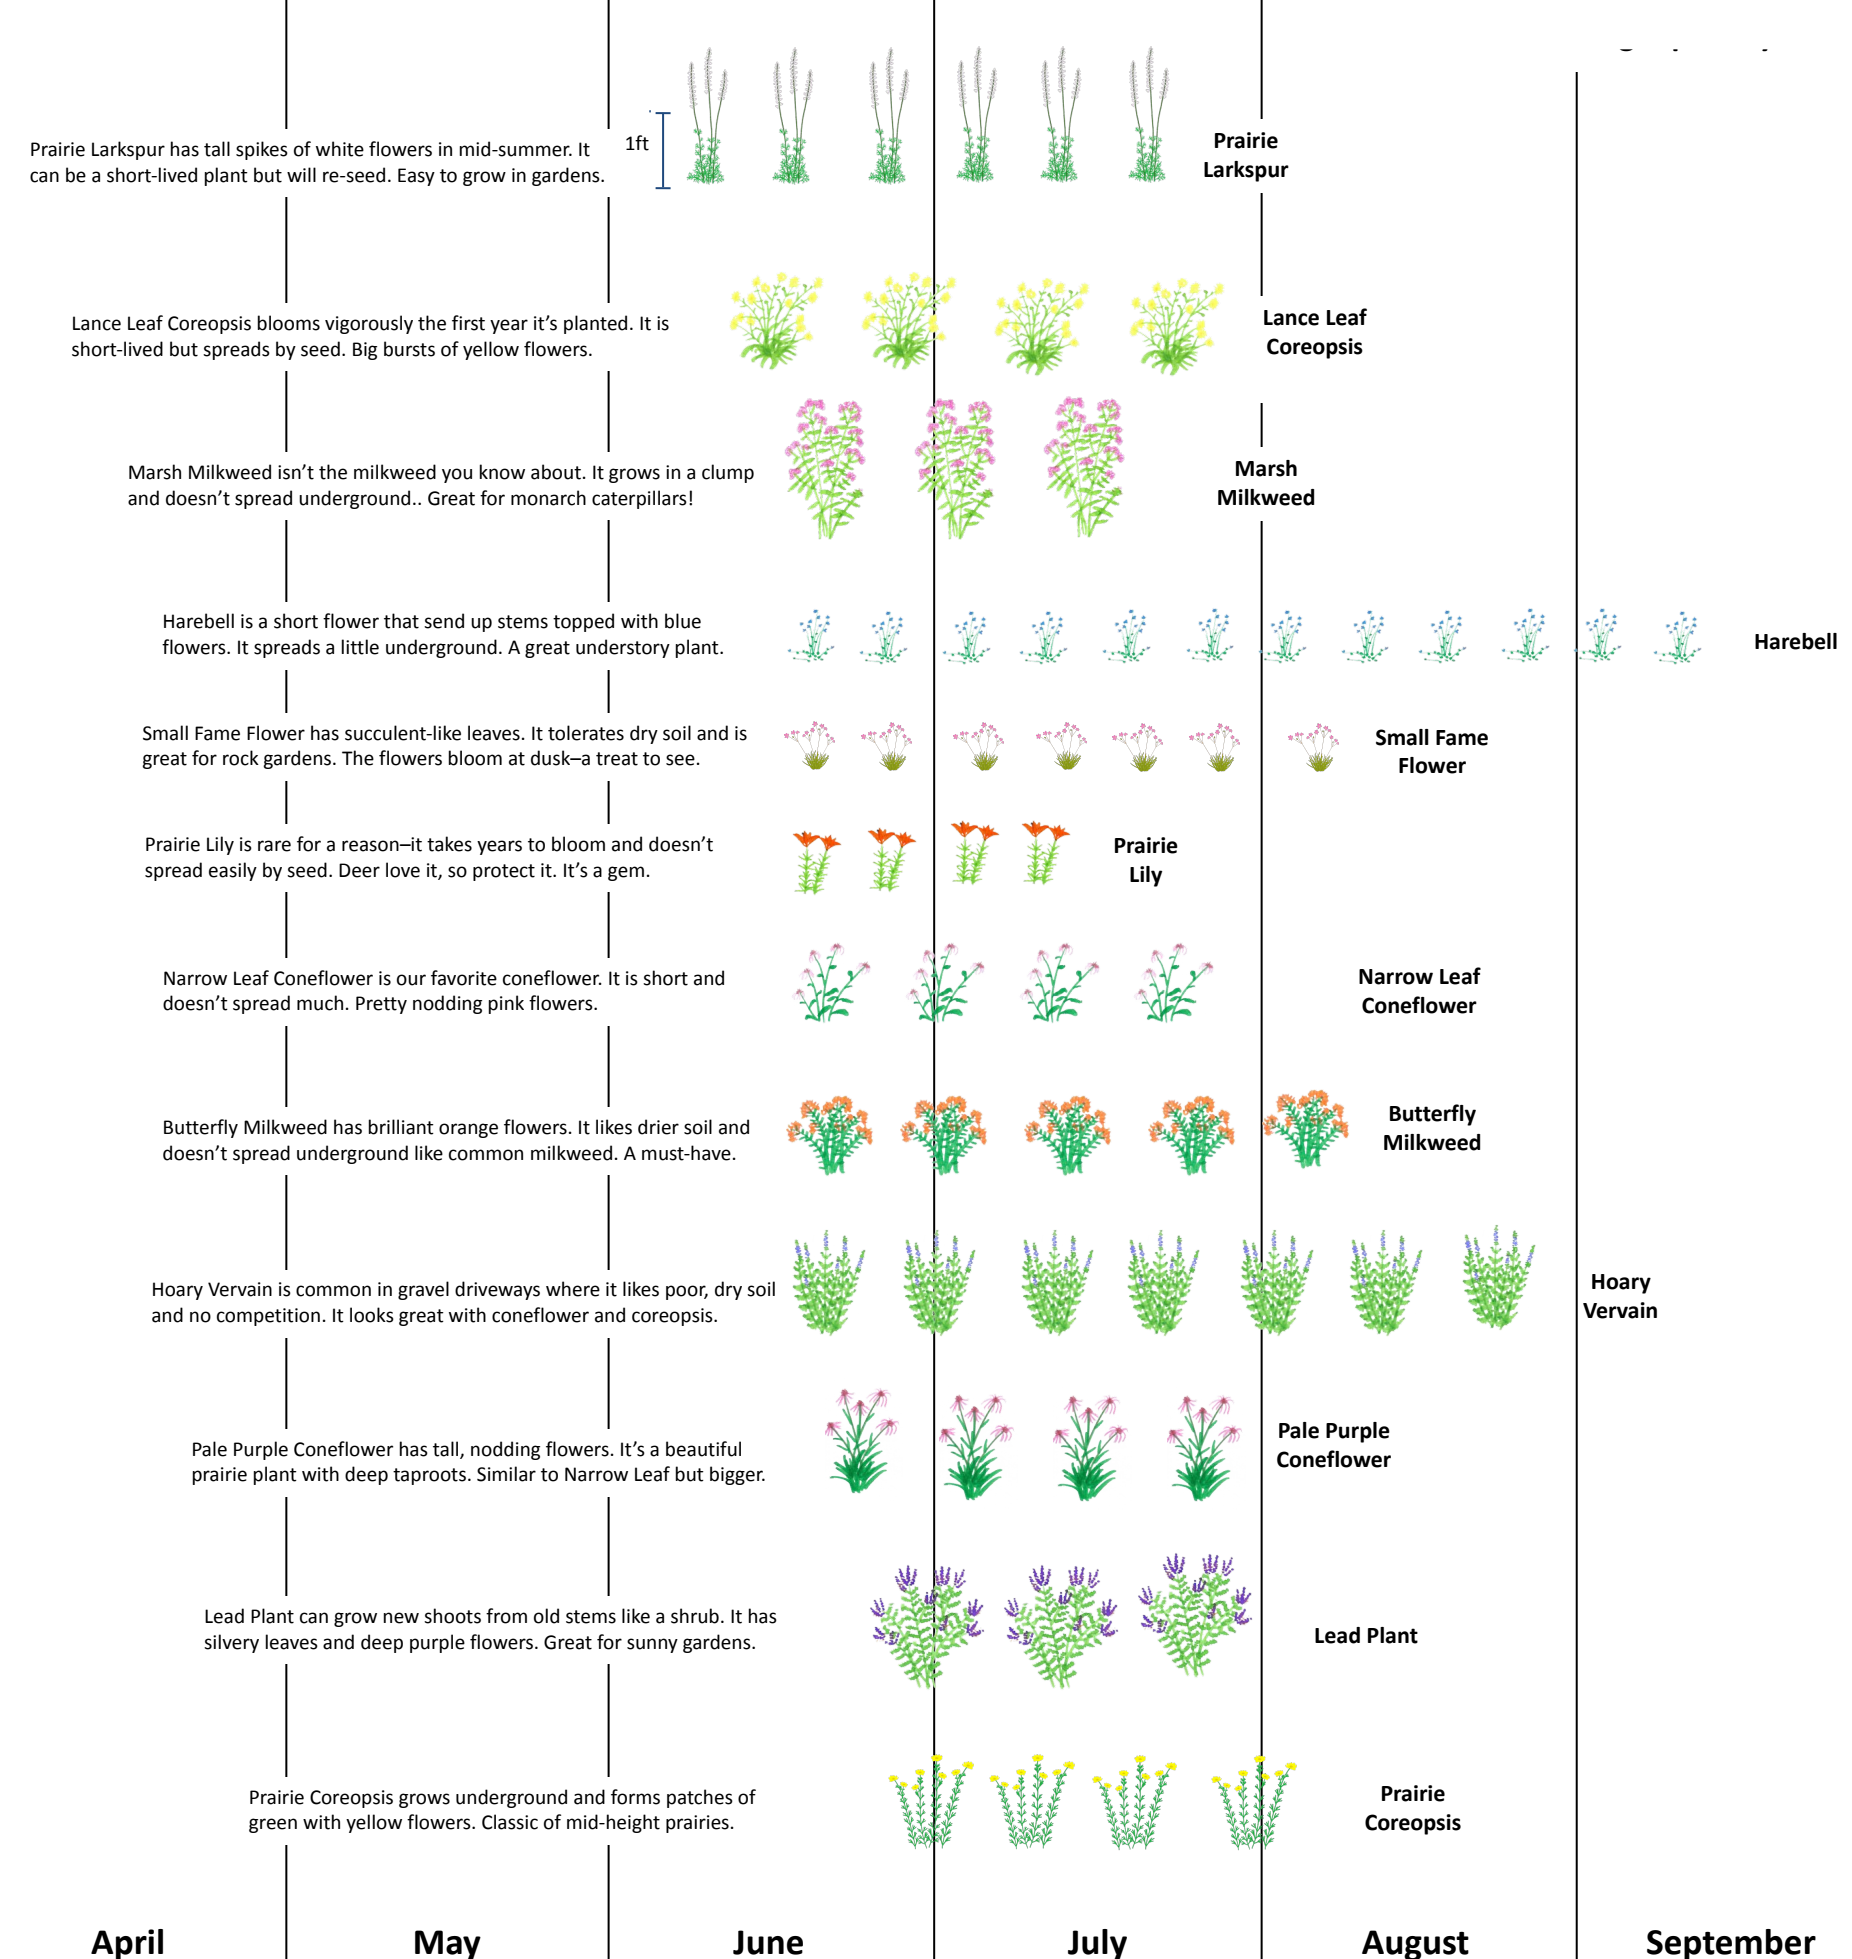 Prairie Larkspur has tall spikes of white flowers in mid-summer. It
can be a short-lived plant but will re-seed. Easy to grow in gardens.
1ft
Prairie
Larkspur
Lance Leaf Coreopsis blooms vigorously the first year it’s planted. It is
short-lived but spreads by seed. Big bursts of yellow flowers.
Lance Leaf
Coreopsis
Marsh Milkweed isn’t the milkweed you know about. It grows in a clump
and doesn’t spread underground.. Great for monarch caterpillars!
Marsh
Milkweed
Harebell is a short flower that send up stems topped with blue
flowers. It spreads a little underground. A great understory plant.
Harebell
Small Fame Flower has succulent-like leaves. It tolerates dry soil and is
great for rock gardens. The flowers bloom at dusk–a treat to see.
Small Fame
Flower
Prairie Lily is rare for a reason–it takes years to bloom and doesn’t
spread easily by seed. Deer love it, so protect it. It’s a gem.
Prairie
Lily
Narrow Leaf Coneflower is our favorite coneflower. It is short and
doesn’t spread much. Pretty nodding pink flowers.
Narrow Leaf
Coneflower
Butterfly Milkweed has brilliant orange flowers. It likes drier soil and
doesn’t spread underground like common milkweed. A must-have.
Butterfly
Milkweed
Hoary Vervain is common in gravel driveways where it likes poor, dry soil
and no competition. It looks great with coneflower and coreopsis.
Hoary
Vervain
Pale Purple Coneflower has tall, nodding flowers. It’s a beautiful
prairie plant with deep taproots. Similar to Narrow Leaf but bigger.
Pale Purple
Coneflower
Lead Plant can grow new shoots from old stems like a shrub. It has
silvery leaves and deep purple flowers. Great for sunny gardens.
Lead Plant
Prairie Coreopsis grows underground and forms patches of
green with yellow flowers. Classic of mid-height prairies.
Prairie
Coreopsis
April May June July August September